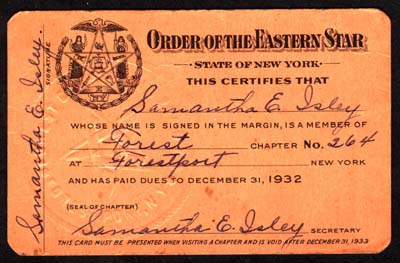 Samantha E. Isley.
SIGNATURE
ORDER OF THE EASTERN STAR
STATE OF NEW YORK
THIS CERTIFIES THAT
Samantha E. Isley
WHOSE NAME IS SIGNED IN THE MARGIN, IS A MEMBER OF
Forest CHAPTER No. 264
AT Forestport NEW YORK
AND HAS PAID DUES TO DECEMBER 31, 1932
(SEAL OF CHAPTER)
Samantha E. Isley SECRETARY
THIS CARD MUST BE PRESENTED WHEN VISITING A CHAPTER AND IS VOID AFTER DECEMBER 31, 1933